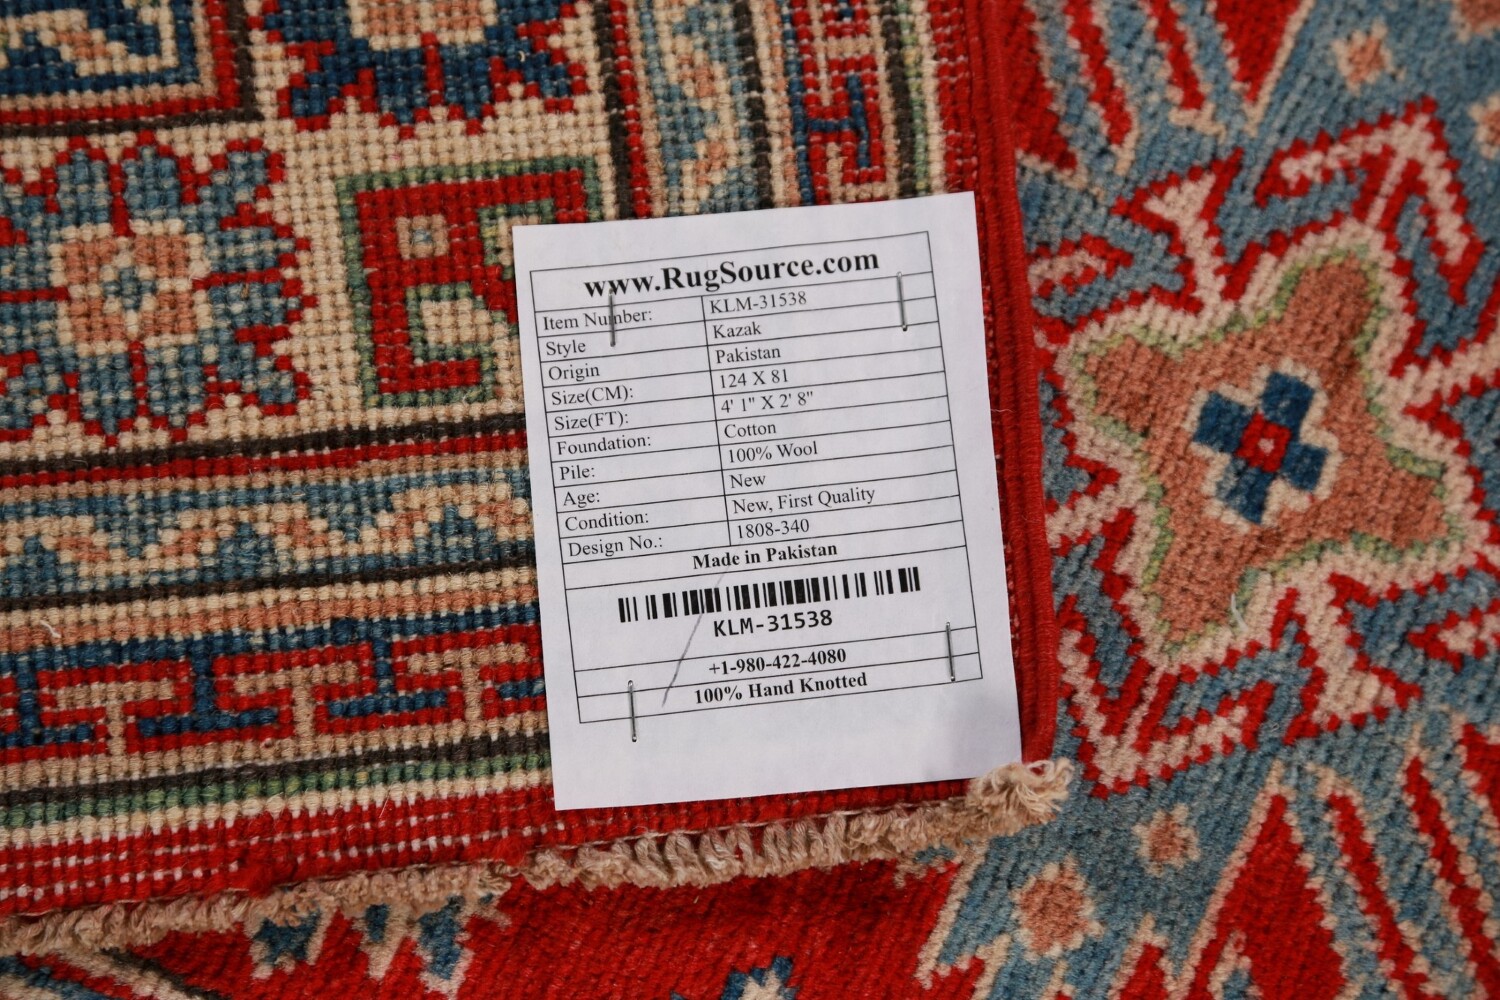 www.RugSource.com
Item Number: KLM-31538
Style Kazak
Origin Pakistan
Size(CM): 124 X 81
Size(FT): 4' 1" X 2' 8"
Foundation: Cotton
Pile: 100% Wool
Age: New
Condition: New, First Quality
Design No.: 1808-340
Made in Pakistan
KLM-31538
+1-980-422-4080
100% Hand Knotted